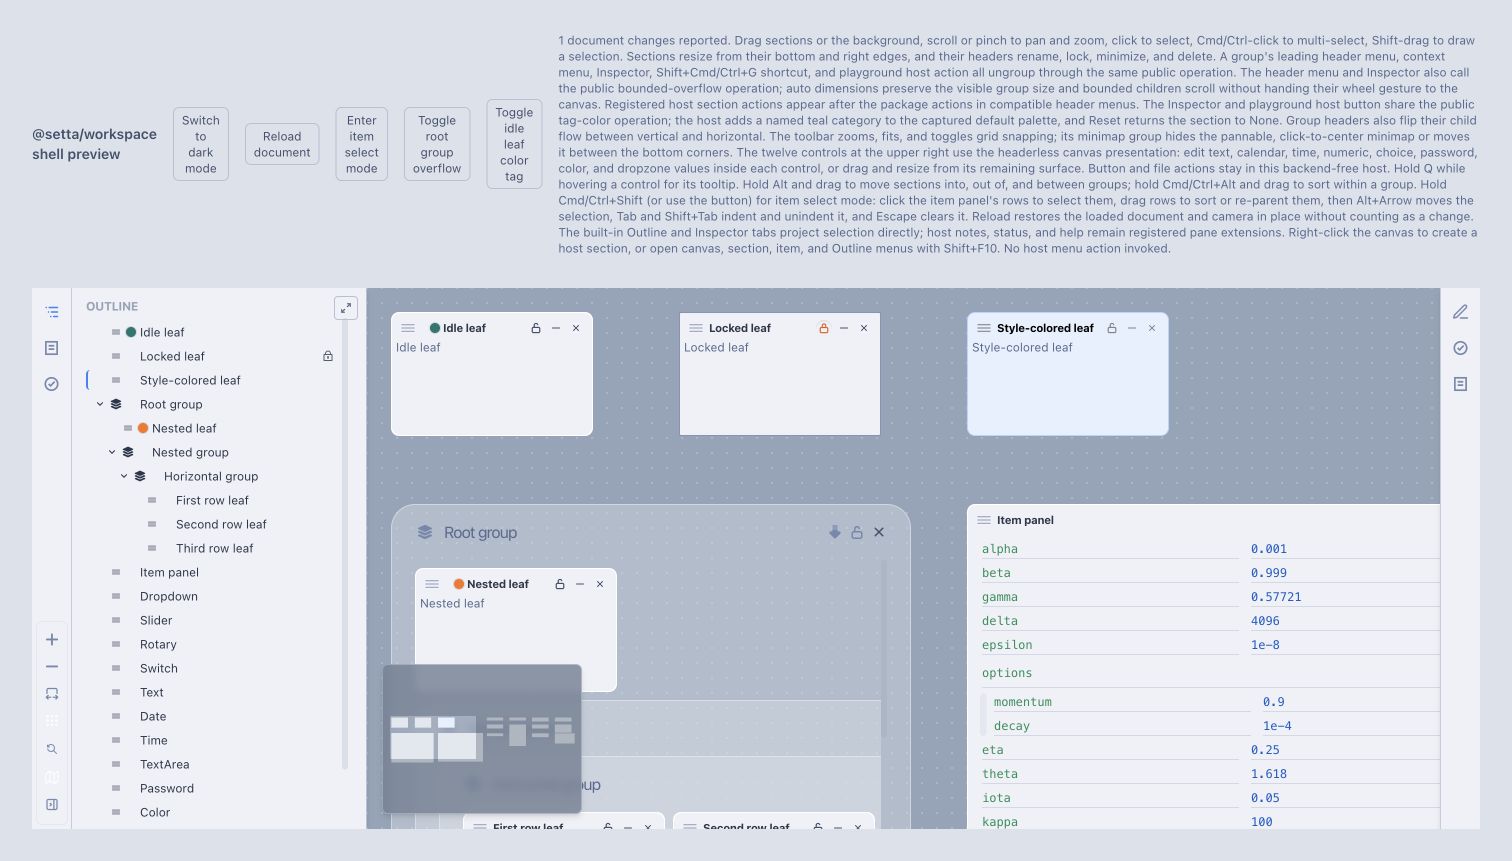 @setta/workspace
shell preview
Switch
to
dark
mode
Reload
document
Enter
item
select
mode
Toggle
root
group
overflow
Toggle
idle
leaf
color
tag
1 document changes reported. Drag sections or the background, scroll or pinch to pan and zoom, click to select, Cmd/Ctrl-click to multi-select, Shift-drag to draw
a selection. Sections resize from their bottom and right edges, and their headers rename, lock, minimize, and delete. A group's leading header menu, context
menu, Inspector, Shift+Cmd/Ctrl+G shortcut, and playground host action all ungroup through the same public operation. The header menu and Inspector also call
the public bounded-overflow operation; auto dimensions preserve the visible group size and bounded children scroll without handing their wheel gesture to the
canvas. Registered host section actions appear after the package actions in compatible header menus. The Inspector and playground host button share the public
tag-color operation; the host adds a named teal category to the captured default palette, and Reset returns the section to None. Group headers also flip their child
flow between vertical and horizontal. The toolbar zooms, fits, and toggles grid snapping; its minimap group hides the pannable, click-to-center minimap or moves
it between the bottom corners. The twelve controls at the upper right use the headerless canvas presentation: edit text, calendar, time, numeric, choice, password,
color, and dropzone values inside each control, or drag and resize from its remaining surface. Button and file actions stay in this backend-free host. Hold Q while
hovering a control for its tooltip. Hold Alt and drag to move sections into, out of, and between groups; hold Cmd/Ctrl+Alt and drag to sort within a group. Hold
Cmd/Ctrl+Shift (or use the button) for item select mode: click the item panel's rows to select them, drag rows to sort or re-parent them, then Alt+Arrow moves the
selection, Tab and Shift+Tab indent and unindent it, and Escape clears it. Reload restores the loaded document and camera in place without counting as a change.
The built-in Outline and Inspector tabs project selection directly; host notes, status, and help remain registered pane extensions. Right-click the canvas to create a
host section, or open canvas, section, item, and Outline menus with Shift+F10. No host menu action invoked.
OUTLINE
Idle leaf
Locked leaf
Style-colored leaf
Root group
Nested leaf
Nested group
Horizontal group
First row leaf
Second row leaf
Third row leaf
Item panel
Dropdown
Slider
Rotary
Switch
Text
Date
Time
TextArea
Password
Color
Idle leaf
Idle leaf
Locked leaf
Locked leaf
Style-colored leaf
Style-colored leaf
Root group
Nested leaf
Nested leaf
First row leaf
Second row leaf
Item panel
alpha 0.001
beta 0.999
gamma 0.57721
delta 4096
epsilon 1e-8
options
momentum 0.9
decay 1e-4
eta 0.25
theta 1.618
iota 0.05
kappa 100